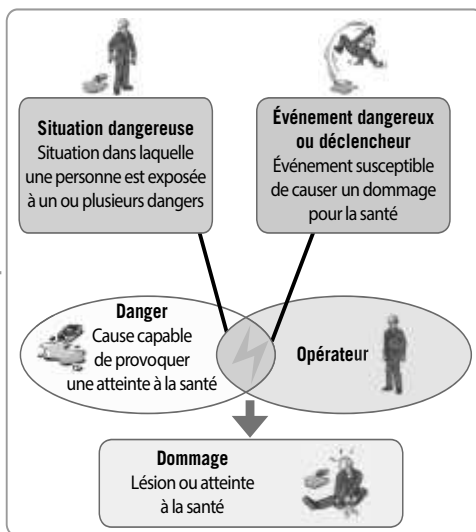 Situation dangereuse
Situation dans laquelle
une personne est exposée
à un ou plusieurs dangers
Événement dangereux
ou déclencheur
Événement susceptible
de causer un dommage
pour la santé
Danger
Cause capable
de provoquer
une atteinte à la santé
Opérateur
Dommage
Lésion ou atteinte
à la santé